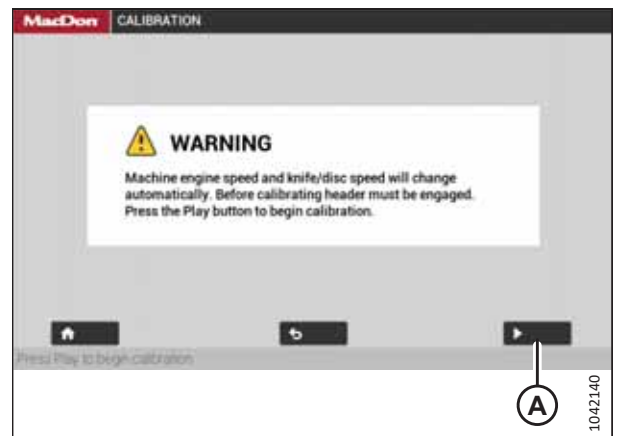 MacDon CALIBRATION
WARNING
Machine engine speed and knife/disc speed will change
automatically. Before calibrating header must be engaged.
Press the Play button to begin calibration.
Press Play to begin calibration
A
1042140